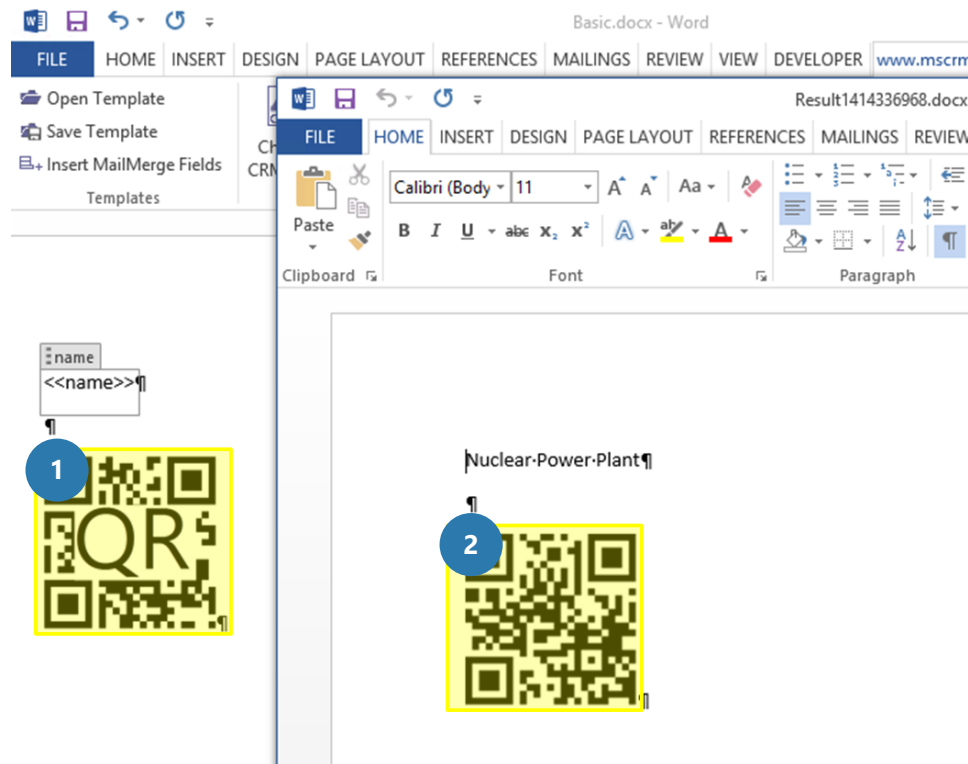 Basic.docx - Word
FILE HOME INSERT DESIGN PAGE LAYOUT REFERENCES MAILINGS REVIEW VIEW DEVELOPER
Open Template
Save Template
Insert MailMerge Fields
Templates
Result1414336968.docx
FILE HOME INSERT DESIGN PAGE LAYOUT REFERENCES MAILINGS REVIEW
Paste
Clipboard
Calibri (Body 11
Aa
B I U abc x₂ x²
Font
Paragraph
name
<<name>>¶
¶
1
QR
¶
Nuclear·Power·Plant¶
¶
2
¶